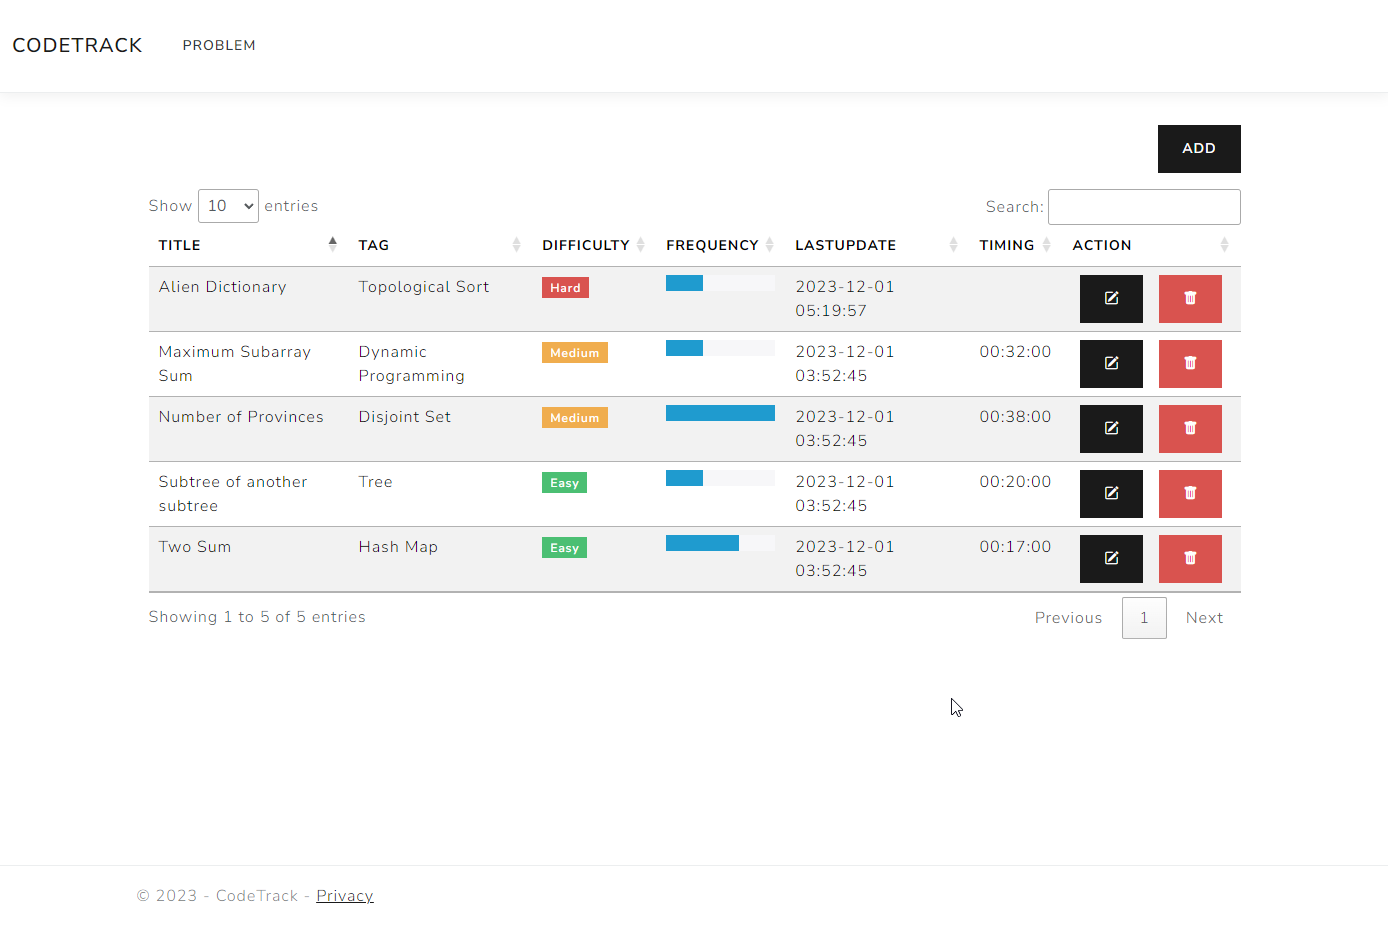 CODETRACK PROBLEM
ADD
Show 10 entries Search:
TITLE TAG DIFFICULTY FREQUENCY LASTUPDATE TIMING ACTION
Alien Dictionary Topological Sort Hard 2023-12-01
05:19:57
Maximum Subarray Dynamic Medium 2023-12-01 00:32:00
Sum Programming 03:52:45
Number of Provinces Disjoint Set Medium 2023-12-01 00:38:00
03:52:45
Subtree of another Tree Easy 2023-12-01 00:20:00
subtree 03:52:45
Two Sum Hash Map Easy 2023-12-01 00:17:00
03:52:45
Showing 1 to 5 of 5 entries Previous 1 Next
© 2023 - CodeTrack - Privacy